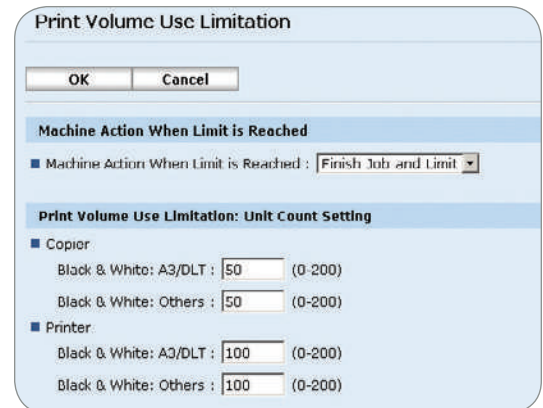 Print Volume Use Limitation
OK Cancel
Machine Action When Limit is Reached
Machine Action When Limit is Reached : Finish Job and Limit
Print Volume Use Limitation: Unit Count Setting
Copier
Black & White: A3/DLT : 50 (0-200)
Black & White: Others : 50 (0-200)
Printer
Black & White: A3/DLT : 100 (0-200)
Black & White: Others : 100 (0-200)